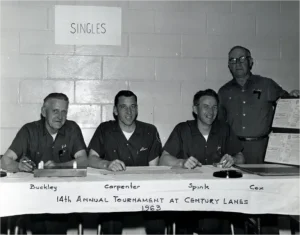 SINGLES
Buckley Carpenter Spink Cox
14th ANNUAL TOURNAMENT AT CENTURY LANES
1963